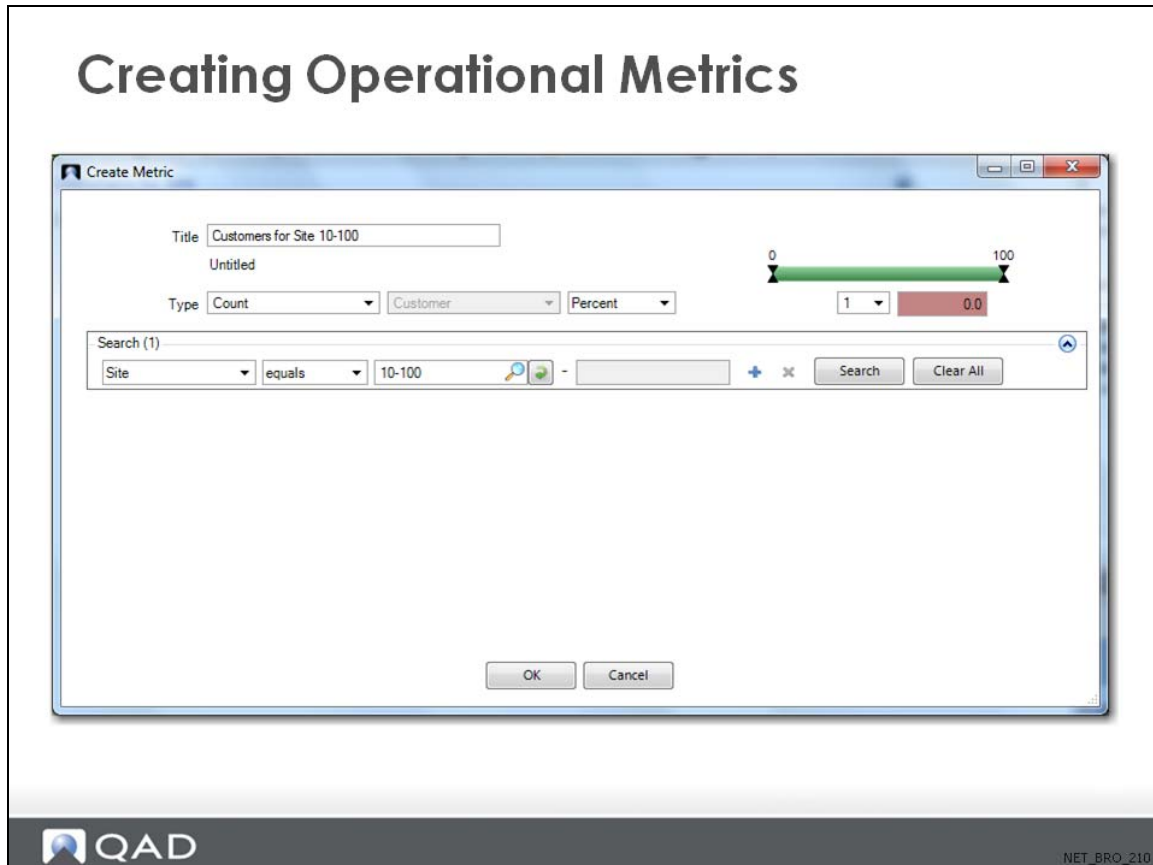 Creating Operational Metrics
Create Metric
Title Customers for Site 10-100
Untitled
0 100
Type Count Customer Percent 1 0.0
Search (1)
Site equals 10-100 - Search Clear All
OK Cancel
QAD
NET_BRO_210